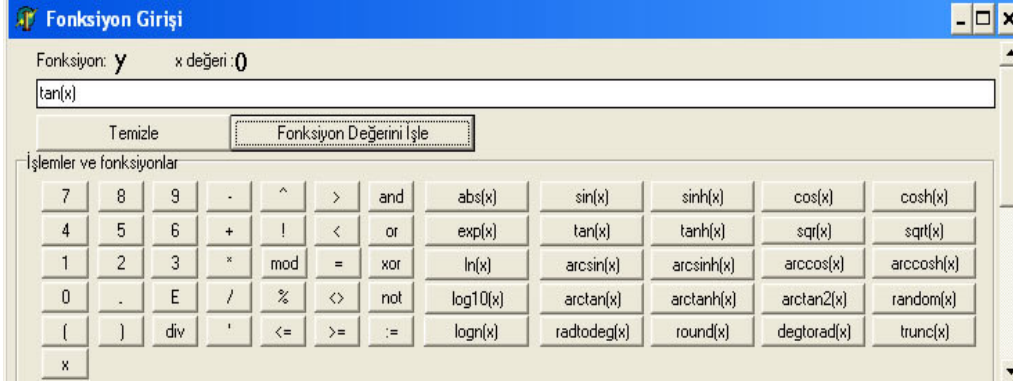 Fonksiyon Girişi
Fonksiyon: y x değeri :0
tan(x)
Temizle Fonksiyon Değerini İşle
İşlemler ve fonksiyonlar
7 8 9 - ^ > and abs(x) sin(x) sinh(x) cos(x) cosh(x)
4 5 6 + ! < or exp(x) tan(x) tanh(x) sqr(x) sqrt(x)
1 2 3 * mod = xor ln(x) arcsin(x) arcsinh(x) arccos(x) arccosh(x)
0 . E / % <> not log10(x) arctan(x) arctanh(x) arctan2(x) random(x)
( ) div ' <= >= := logn(x) radtodeg(x) round(x) degtorad(x) trunc(x)
x